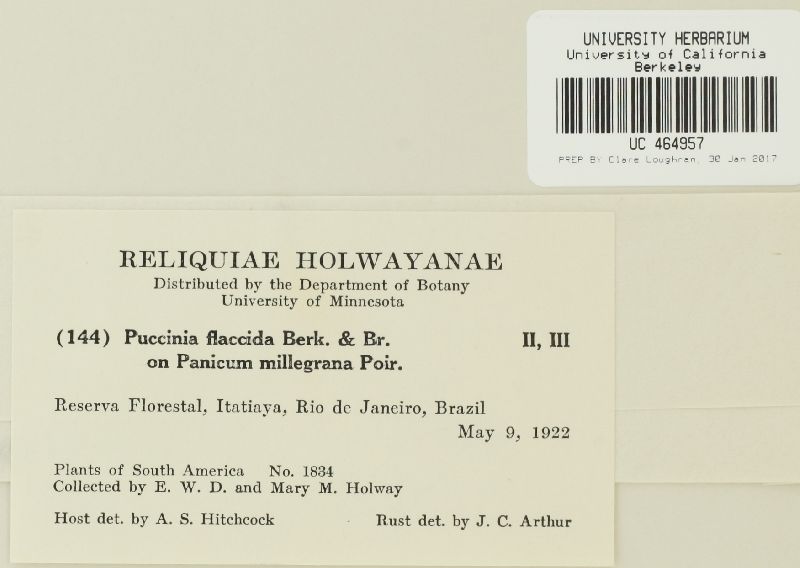 UNIVERSITY HERBARIUM
University of California
Berkeley
UC 464957
PREP BY Clare Loughran, 30 Jan 2017
RELIQUIAE HOLWAYANAE
Distributed by the Department of Botany
University of Minnesota
(144) Puccinia flaccida Berk. & Br. II, III
on Panicum millegrana Poir.
Reserva Florestal, Itatiaya, Rio de Janeiro, Brazil
May 9, 1922
Plants of South America No. 1834
Collected by E. W. D. and Mary M. Holway
Host det. by A. S. Hitchcock Rust det. by J. C. Arthur